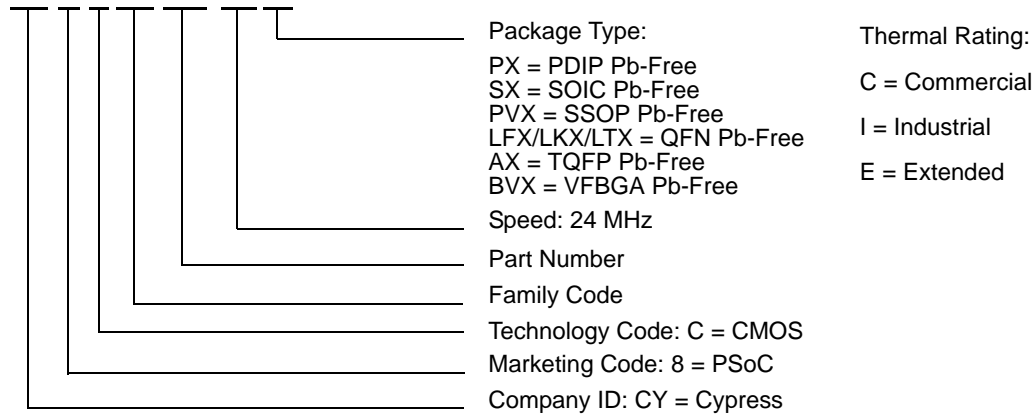 Package Type:
PX = PDIP Pb-Free
SX = SOIC Pb-Free
PVX = SSOP Pb-Free
LFX/LKX/LTX = QFN Pb-Free
AX = TQFP Pb-Free
BVX = VFBGA Pb-Free
Speed: 24 MHz
Part Number
Family Code
Technology Code: C = CMOS
Marketing Code: 8 = PSoC
Company ID: CY = Cypress
Thermal Rating:
C = Commercial
I = Industrial
E = Extended